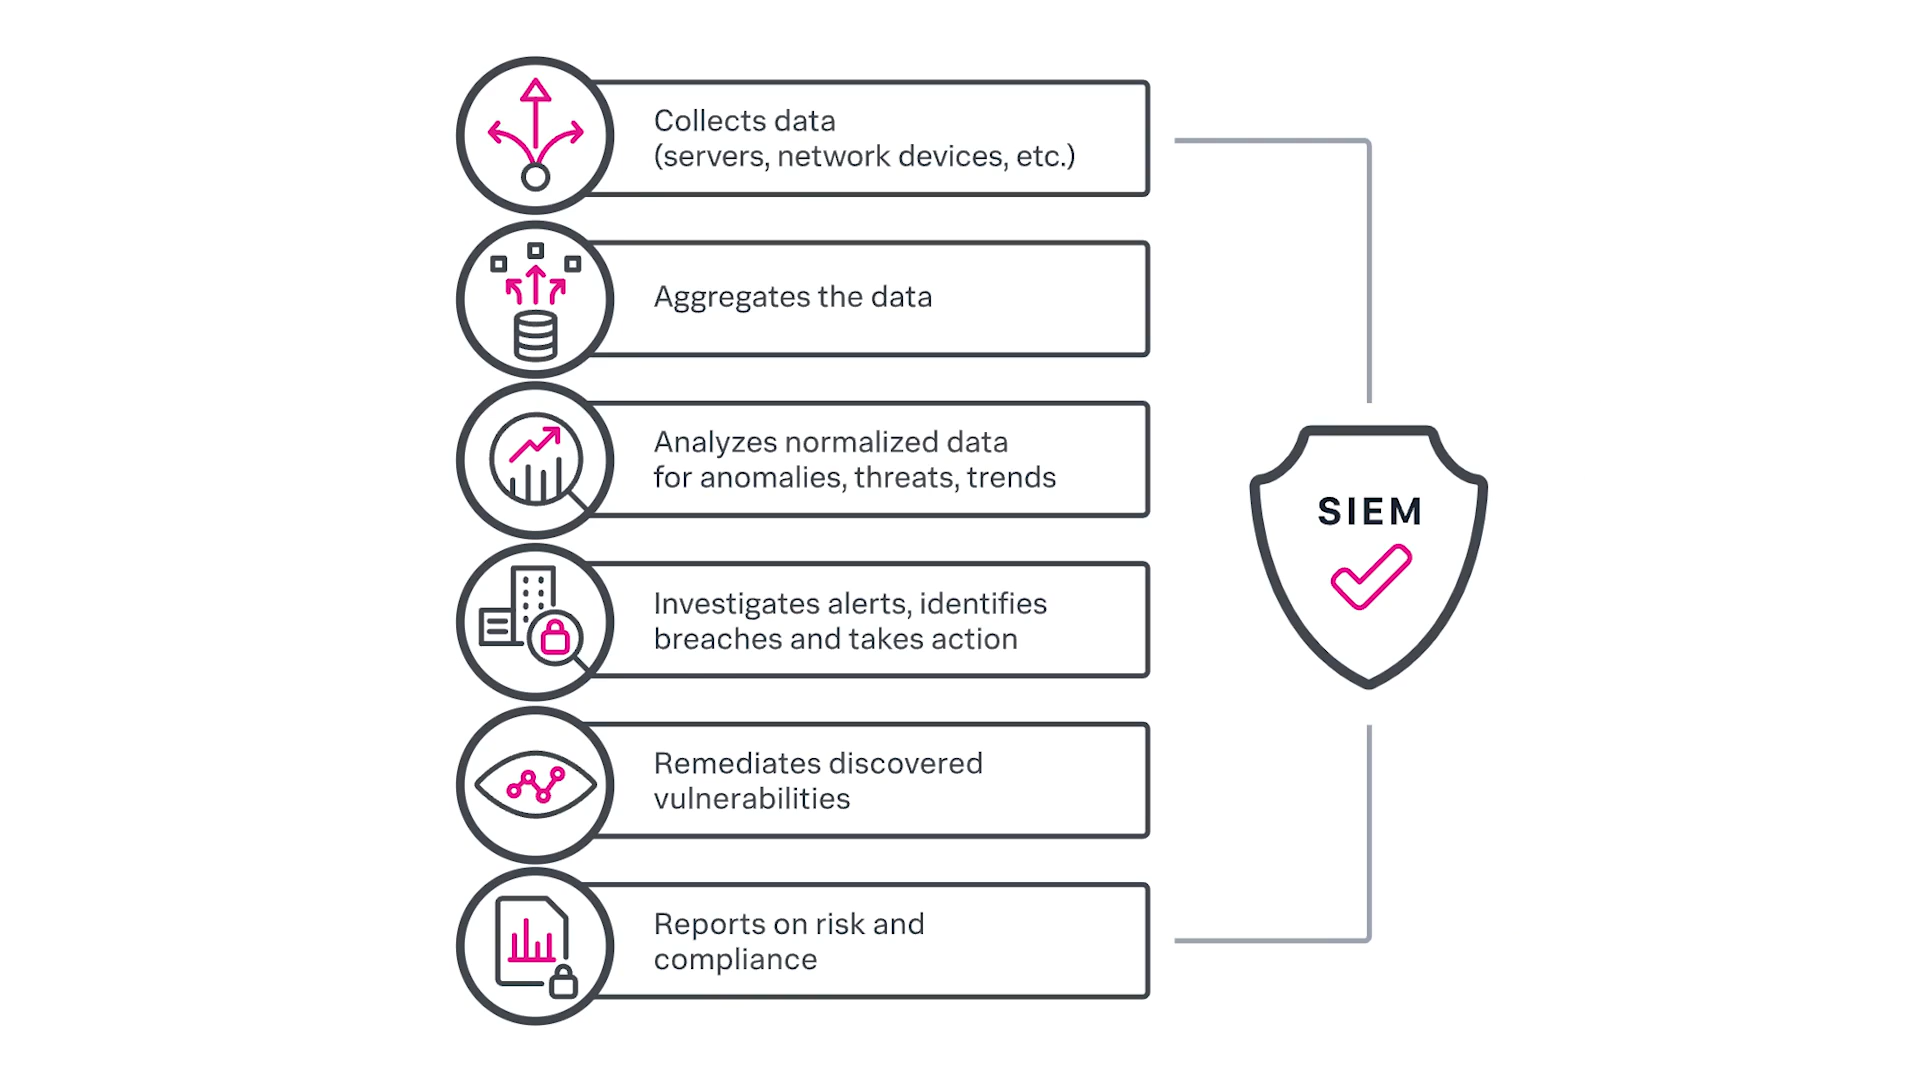 Collects data
(servers, network devices, etc.)
Aggregates the data
Analyzes normalized data
for anomalies, threats, trends
Investigates alerts, identifies
breaches and takes action
Remediates discovered
vulnerabilities
Reports on risk and
compliance
SIEM